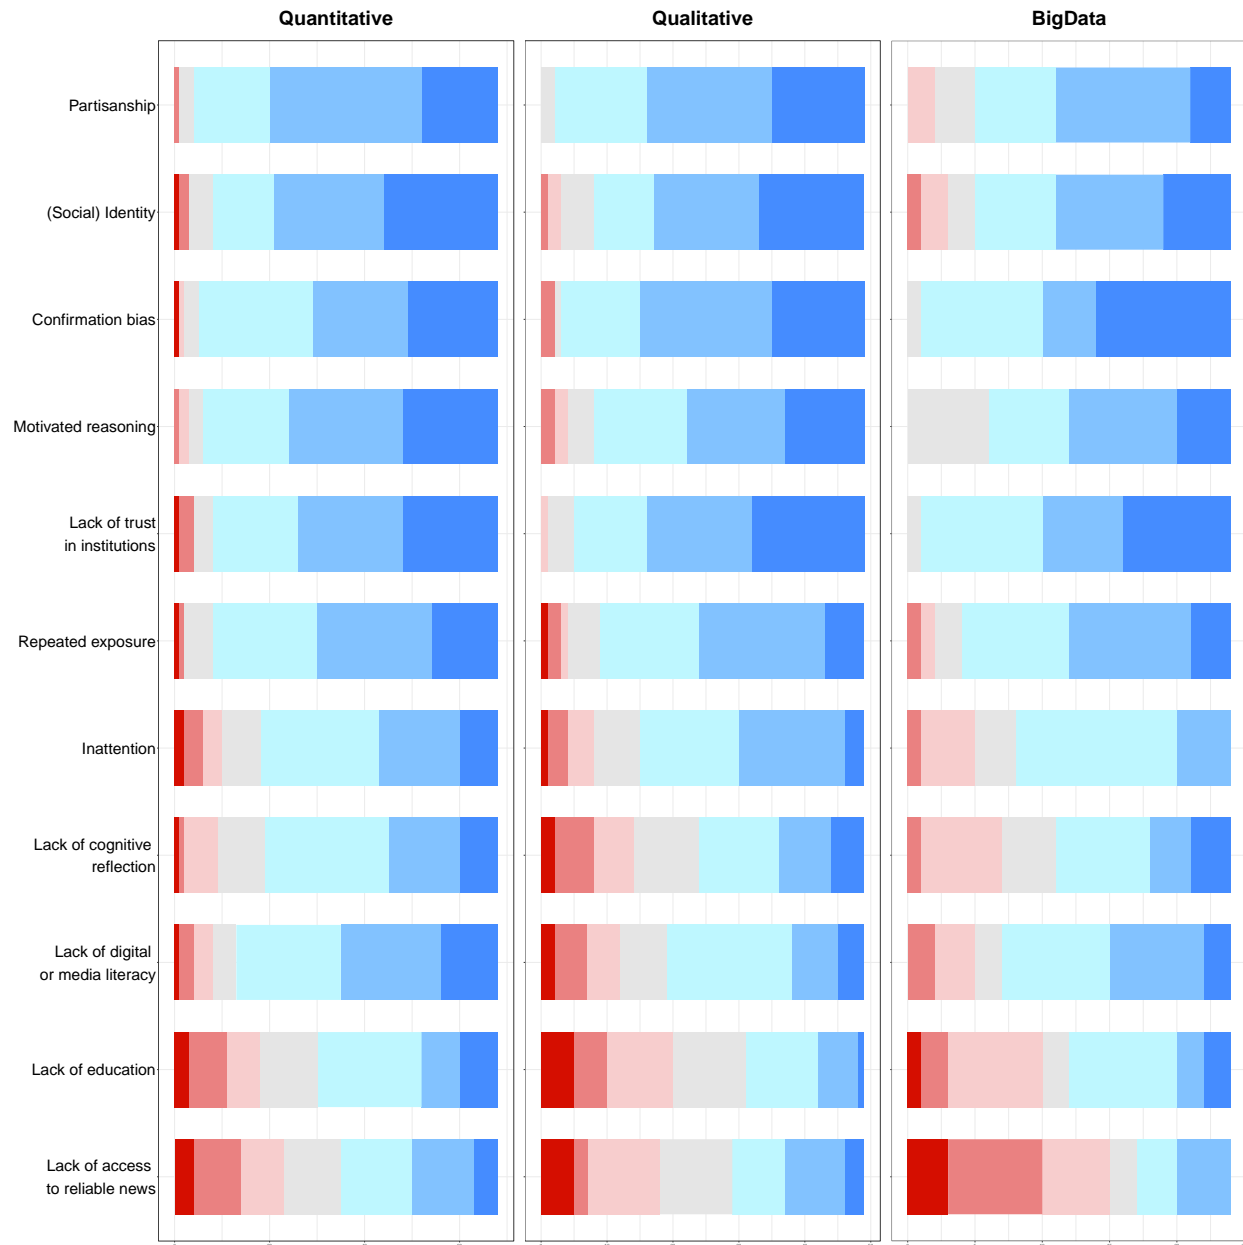 Quantitative
Qualitative
BigData
Partisanship
(Social) Identity
Confirmation bias
Motivated reasoning
Lack of trust
in institutions
Repeated exposure
Inattention
Lack of cognitive
reflection
Lack of digital
or media literacy
Lack of education
Lack of access
to reliable news